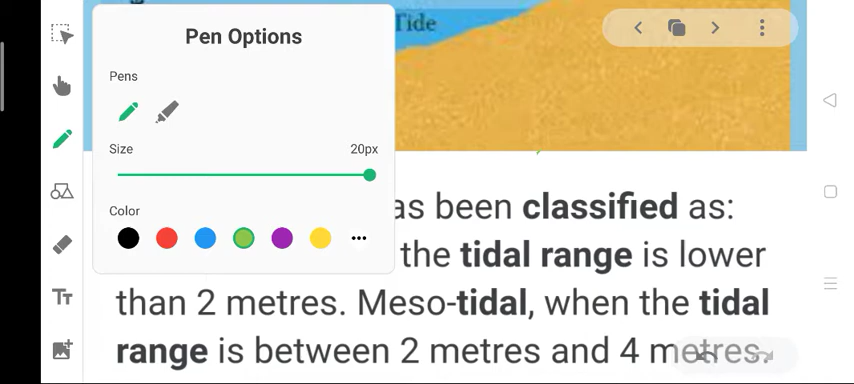 Tide
Pen Options
Pens
Size 20px
Color
as been classified as:
the tidal range is lower
than 2 metres. Meso-tidal, when the tidal
range is between 2 metres and 4 metres.